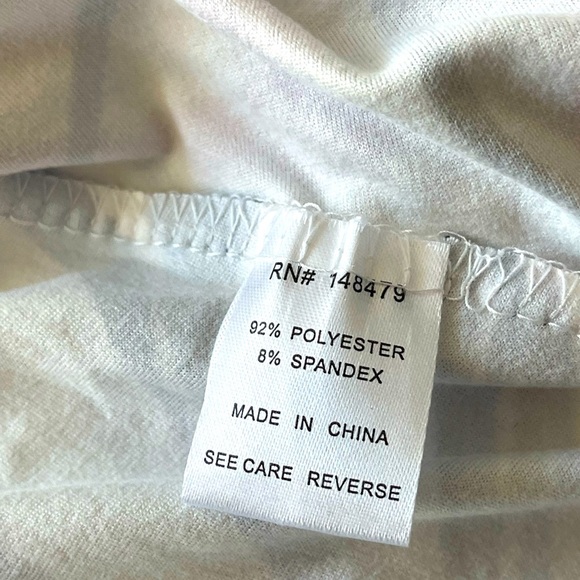 RN# 148479
92% POLYESTER
8% SPANDEX
MADE IN CHINA
SEE CARE REVERSE